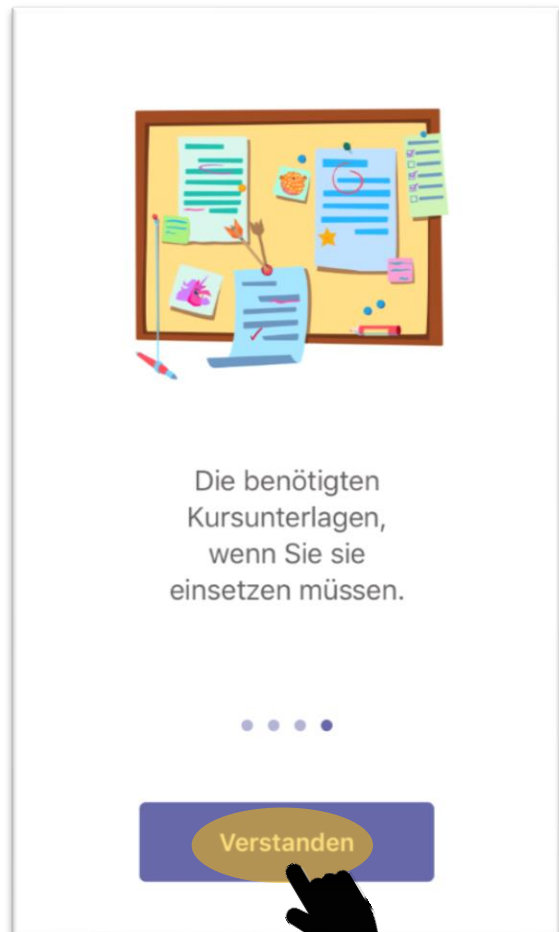 Die benötigten
Kursunterlagen,
wenn Sie sie
einsetzen müssen.
Verstanden